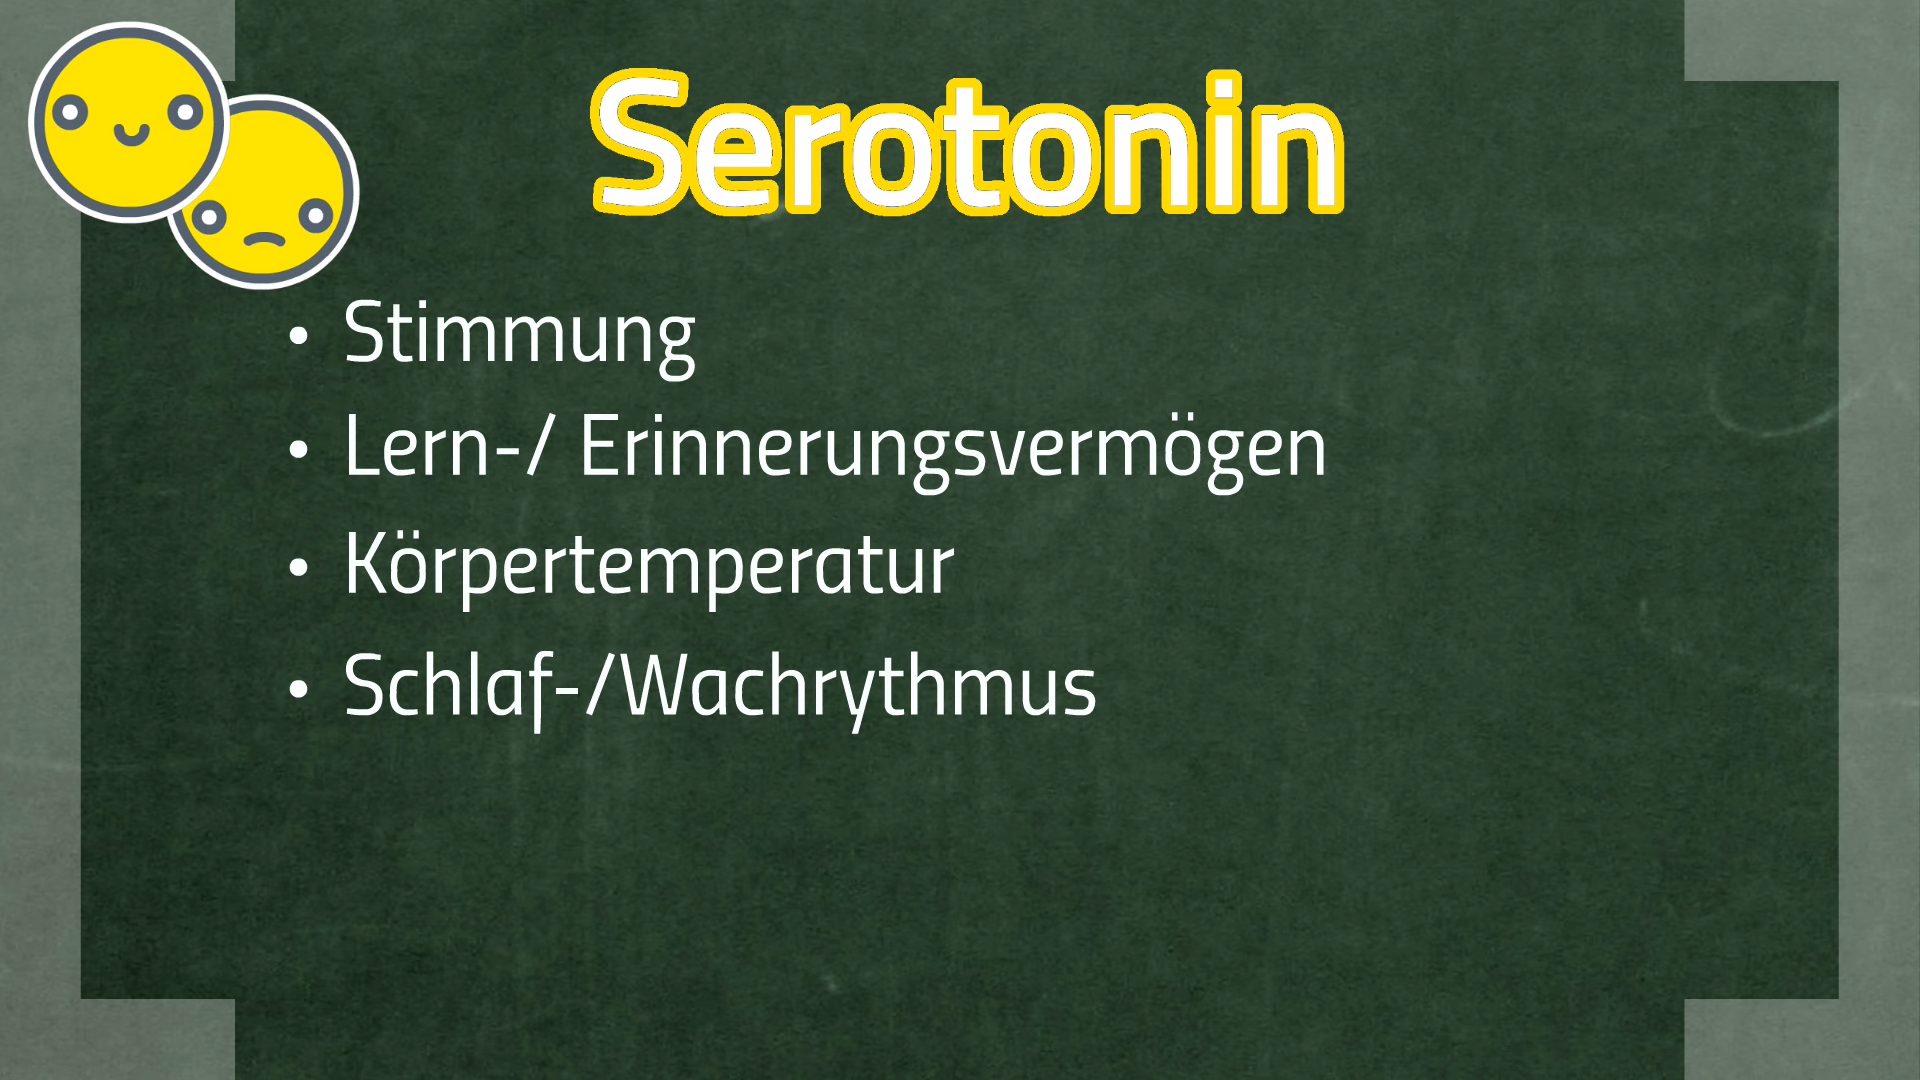 Serotonin
• Stimmung
• Lern-/ Erinnerungsvermögen
• Körpertemperatur
• Schlaf-/Wachrythmus